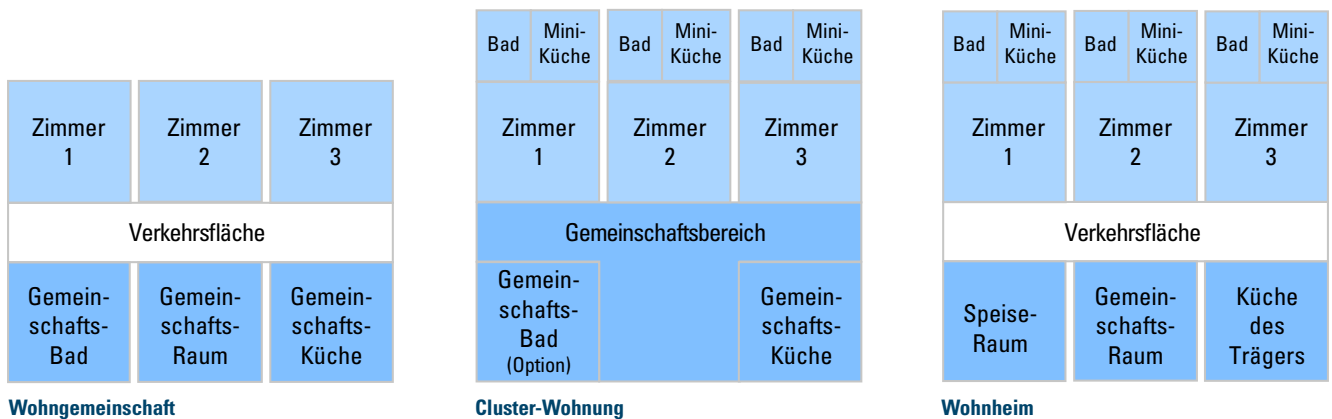 Zimmer
1
Zimmer
2
Zimmer
3
Verkehrsfläche
Gemein-
schafts-
Bad
Gemein-
schafts-
Raum
Gemein-
schafts-
Küche
Wohngemeinschaft
Bad
Mini-
Küche
Bad
Mini-
Küche
Bad
Mini-
Küche
Zimmer
1
Zimmer
2
Zimmer
3
Gemeinschaftsbereich
Gemein-
schafts-
Bad
(Option)
Gemein-
schafts-
Küche
Cluster-Wohnung
Bad
Mini-
Küche
Bad
Mini-
Küche
Bad
Mini-
Küche
Zimmer
1
Zimmer
2
Zimmer
3
Verkehrsfläche
Speise-
Raum
Gemein-
schafts-
Raum
Küche
des
Trägers
Wohnheim